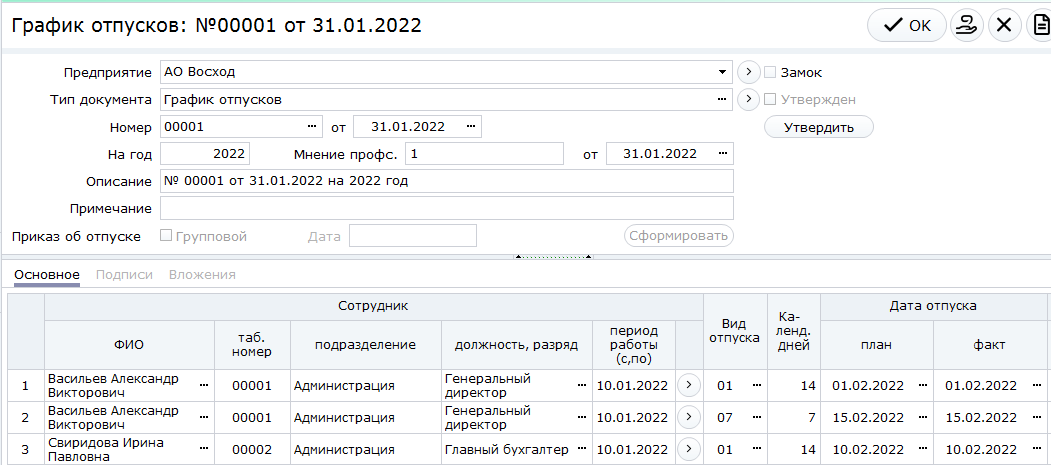 График отпусков: №00001 от 31.01.2022
OK
Предприятие АО Восход Замок
Тип документа График отпусков Утвержден
Номер 00001 от 31.01.2022 Утвердить
На год 2022 Мнение профс. 1 от 31.01.2022
Описание № 00001 от 31.01.2022 на 2022 год
Примечание
Приказ об отпуске Групповой Дата Сформировать
Основное Подписи Вложения
Сотрудник
ФИО
таб.
номер
подразделение
должность, разряд
период
работы
(с,по)
Вид
отпуска
Ка-
ленд.
дней
Дата отпуска
план
факт
1
Васильев Александр
Викторович
00001
Администрация
Генеральный
директор
10.01.2022
01
14
01.02.2022
01.02.2022
2
Васильев Александр
Викторович
00001
Администрация
Генеральный
директор
10.01.2022
07
7
15.02.2022
15.02.2022
3
Свиридова Ирина
Павловна
00002
Администрация
Главный бухгалтер
10.01.2022
01
14
10.02.2022
10.02.2022